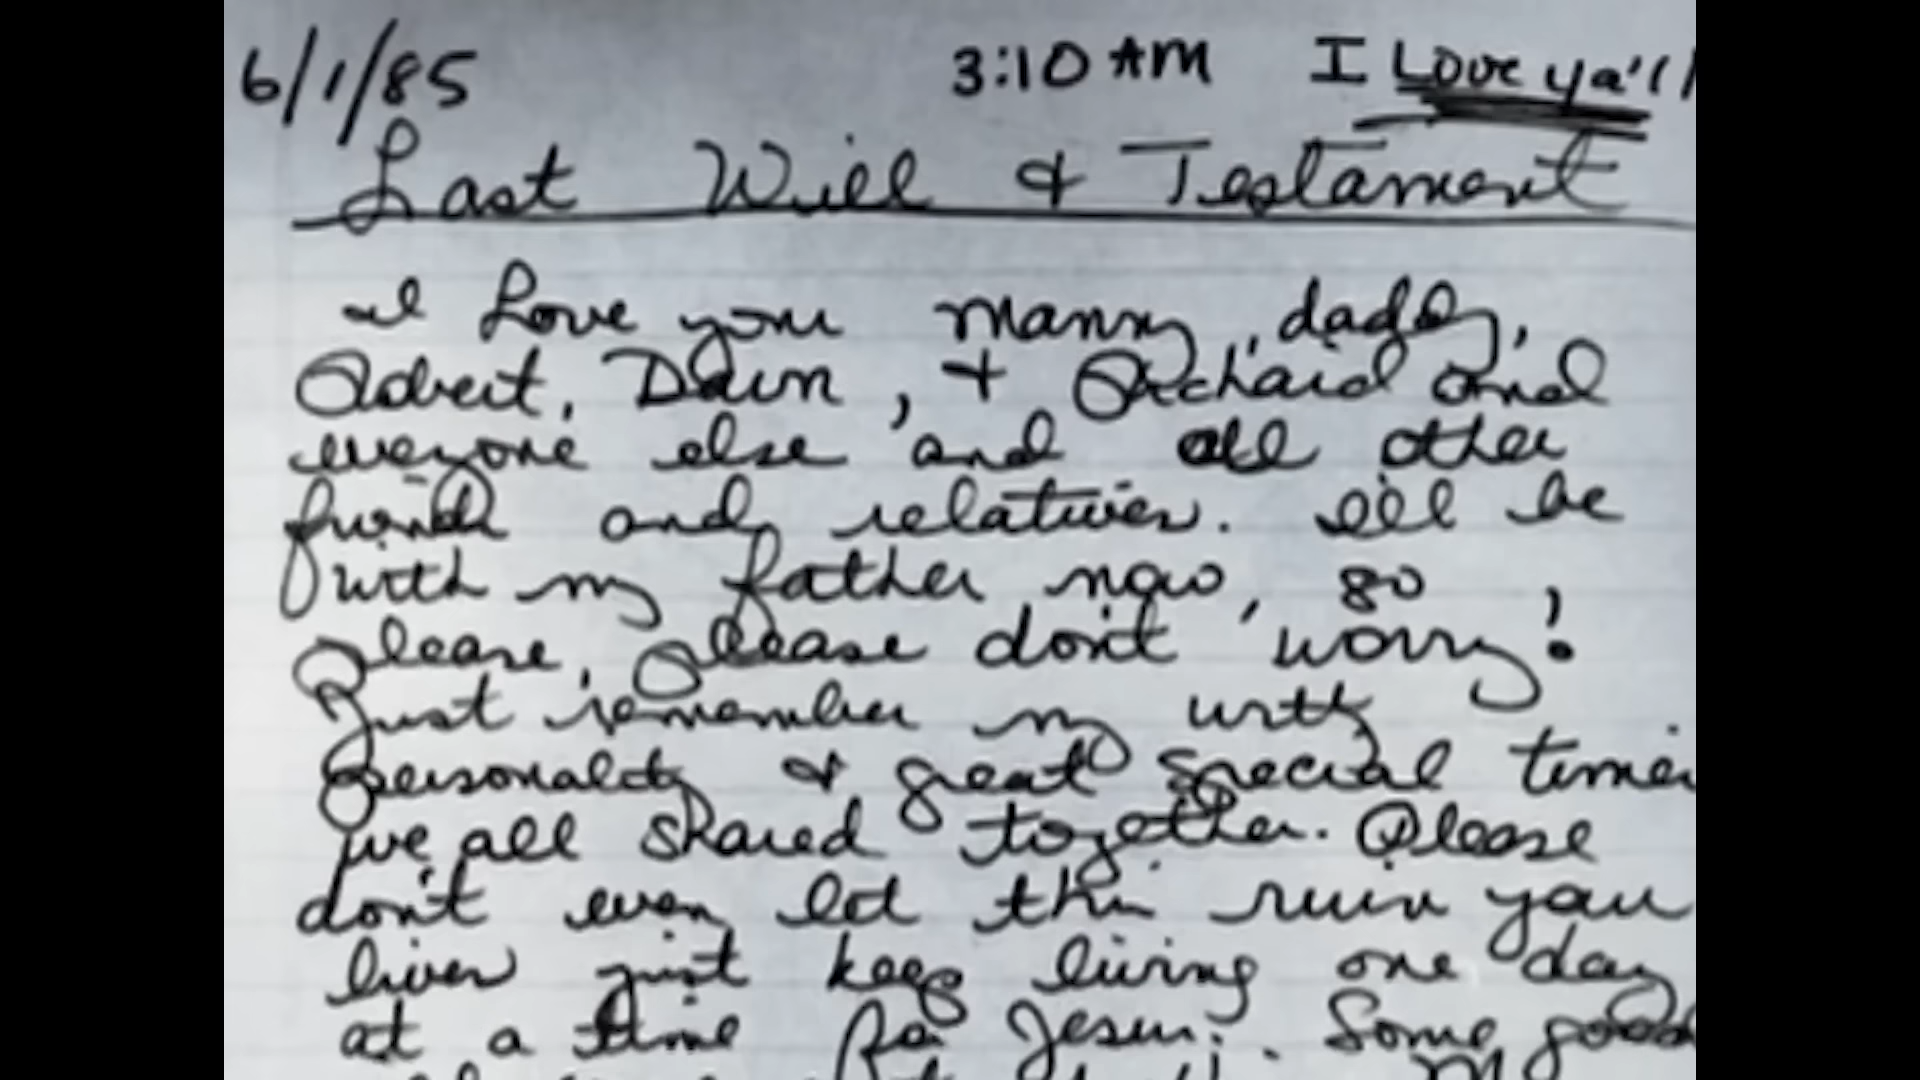 6/1/85 3:10 AM I Love ya'll
Last Will & Testament
I Love you mammy, daddy,
Robert, Dawn, + Richard and
everyone else and all other
friends and relatives. I'll be
with my father now, so
please, please don't worry!
Just remember my witty
personality & great special times
we all shared together. Please
don't ever let this ruin your
lives just keep living one day
at a time for Jesus. Some good